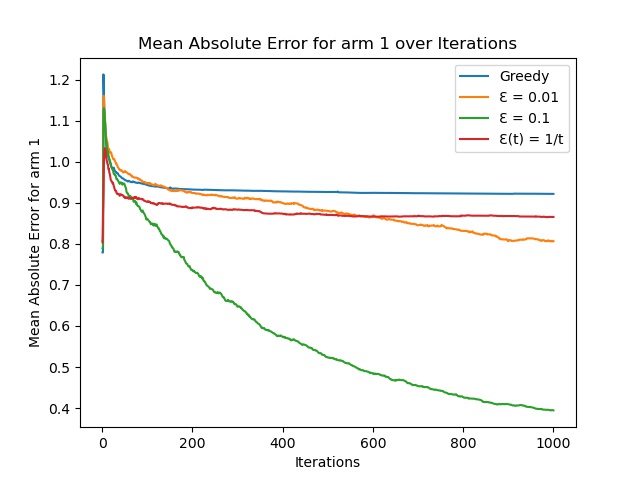 Mean Absolute Error for arm 1 over Iterations
Mean Absolute Error for arm 1
1.2
1.1
1.0
0.9
0.8
0.7
0.6
0.5
0.4
Greedy
Ɛ = 0.01
Ɛ = 0.1
Ɛ(t) = 1/t
0
200
400
600
800
1000
Iterations